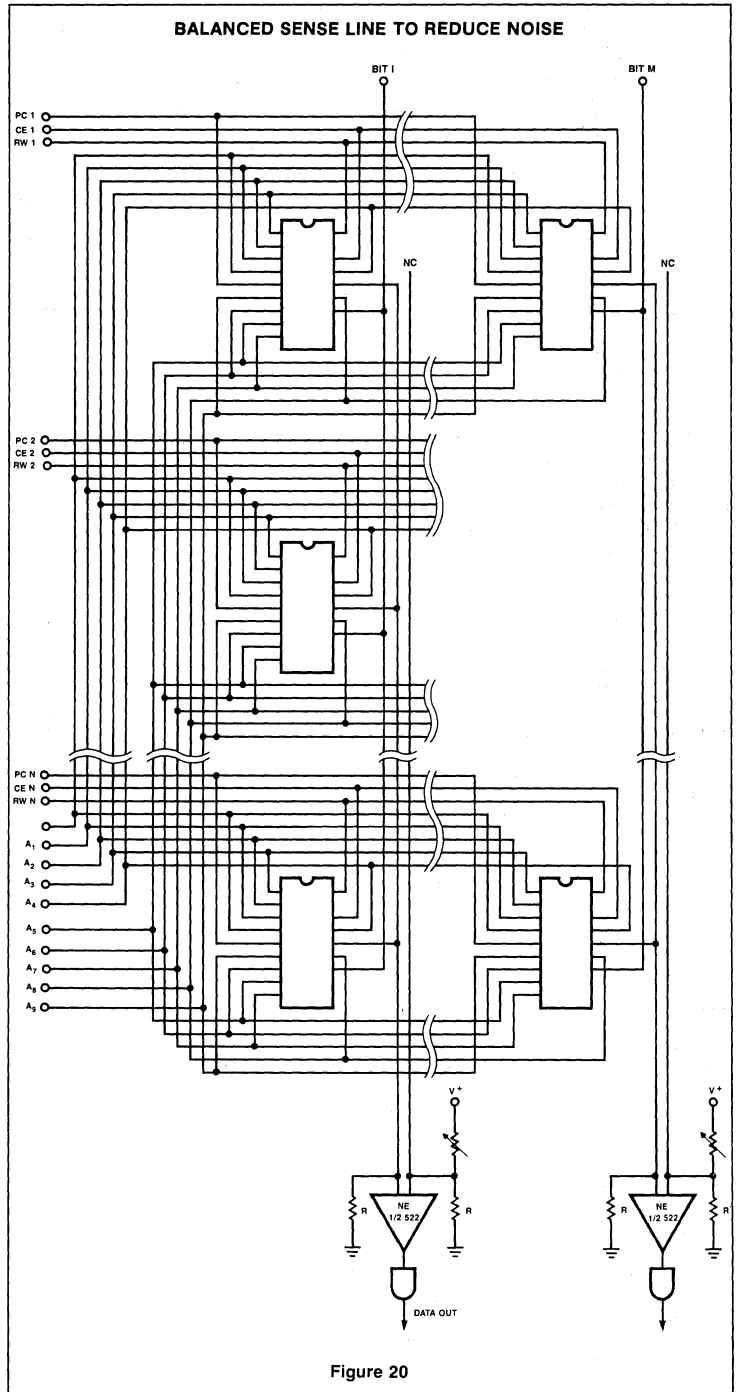 BALANCED SENSE LINE TO REDUCE NOISE
BIT I
BIT M
PC 1
CE 1
RW 1
NC
NC
PC 2
CE 2
RW 2
PC N
CE N
RW N
A1
A2
A3
A4
A5
A6
A7
A8
A9
V+
V+
R
NE
1/2 522
R
R
NE
1/2 522
R
DATA OUT
Figure 20